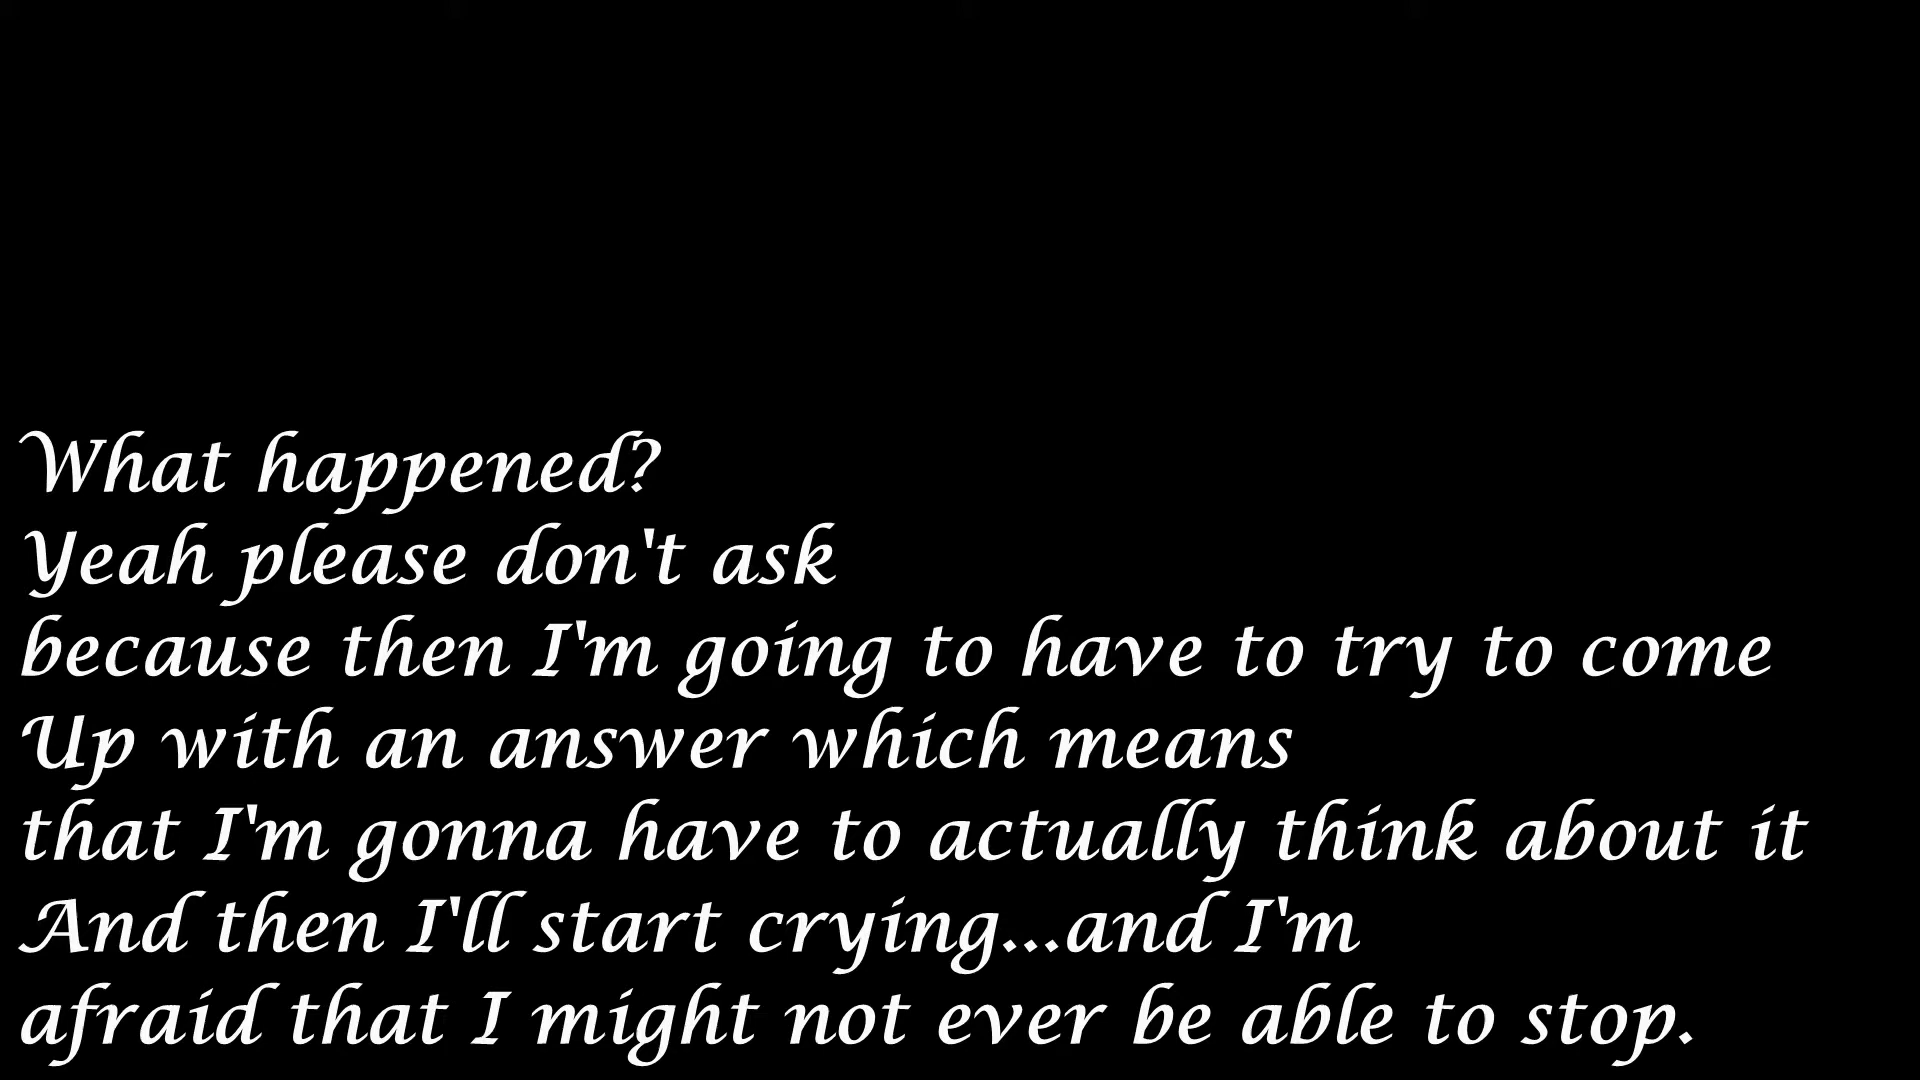 What happened?
Yeah please don't ask
because then I'm going to have to try to come
Up with an answer which means
that I'm gonna have to actually think about it
And then I'll start crying...and I'm
afraid that I might not ever be able to stop.